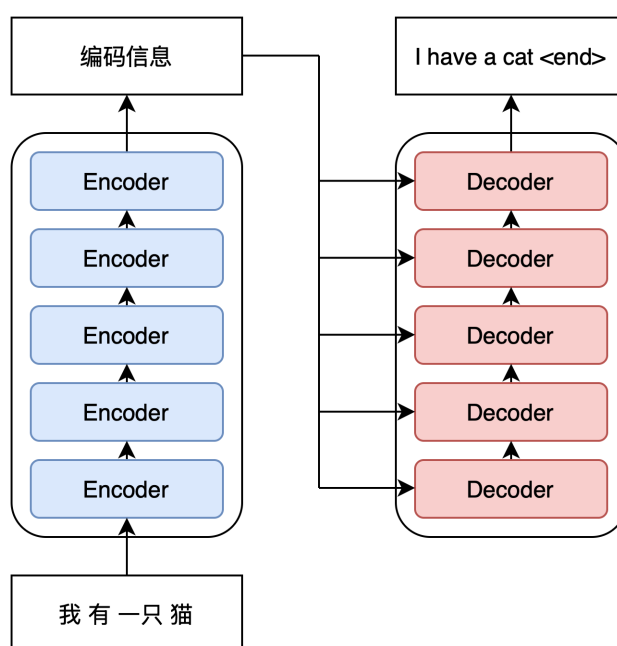 编码信息
Encoder
Encoder
Encoder
Encoder
Encoder
我 有 一只 猫
I have a cat <end>
Decoder
Decoder
Decoder
Decoder
Decoder